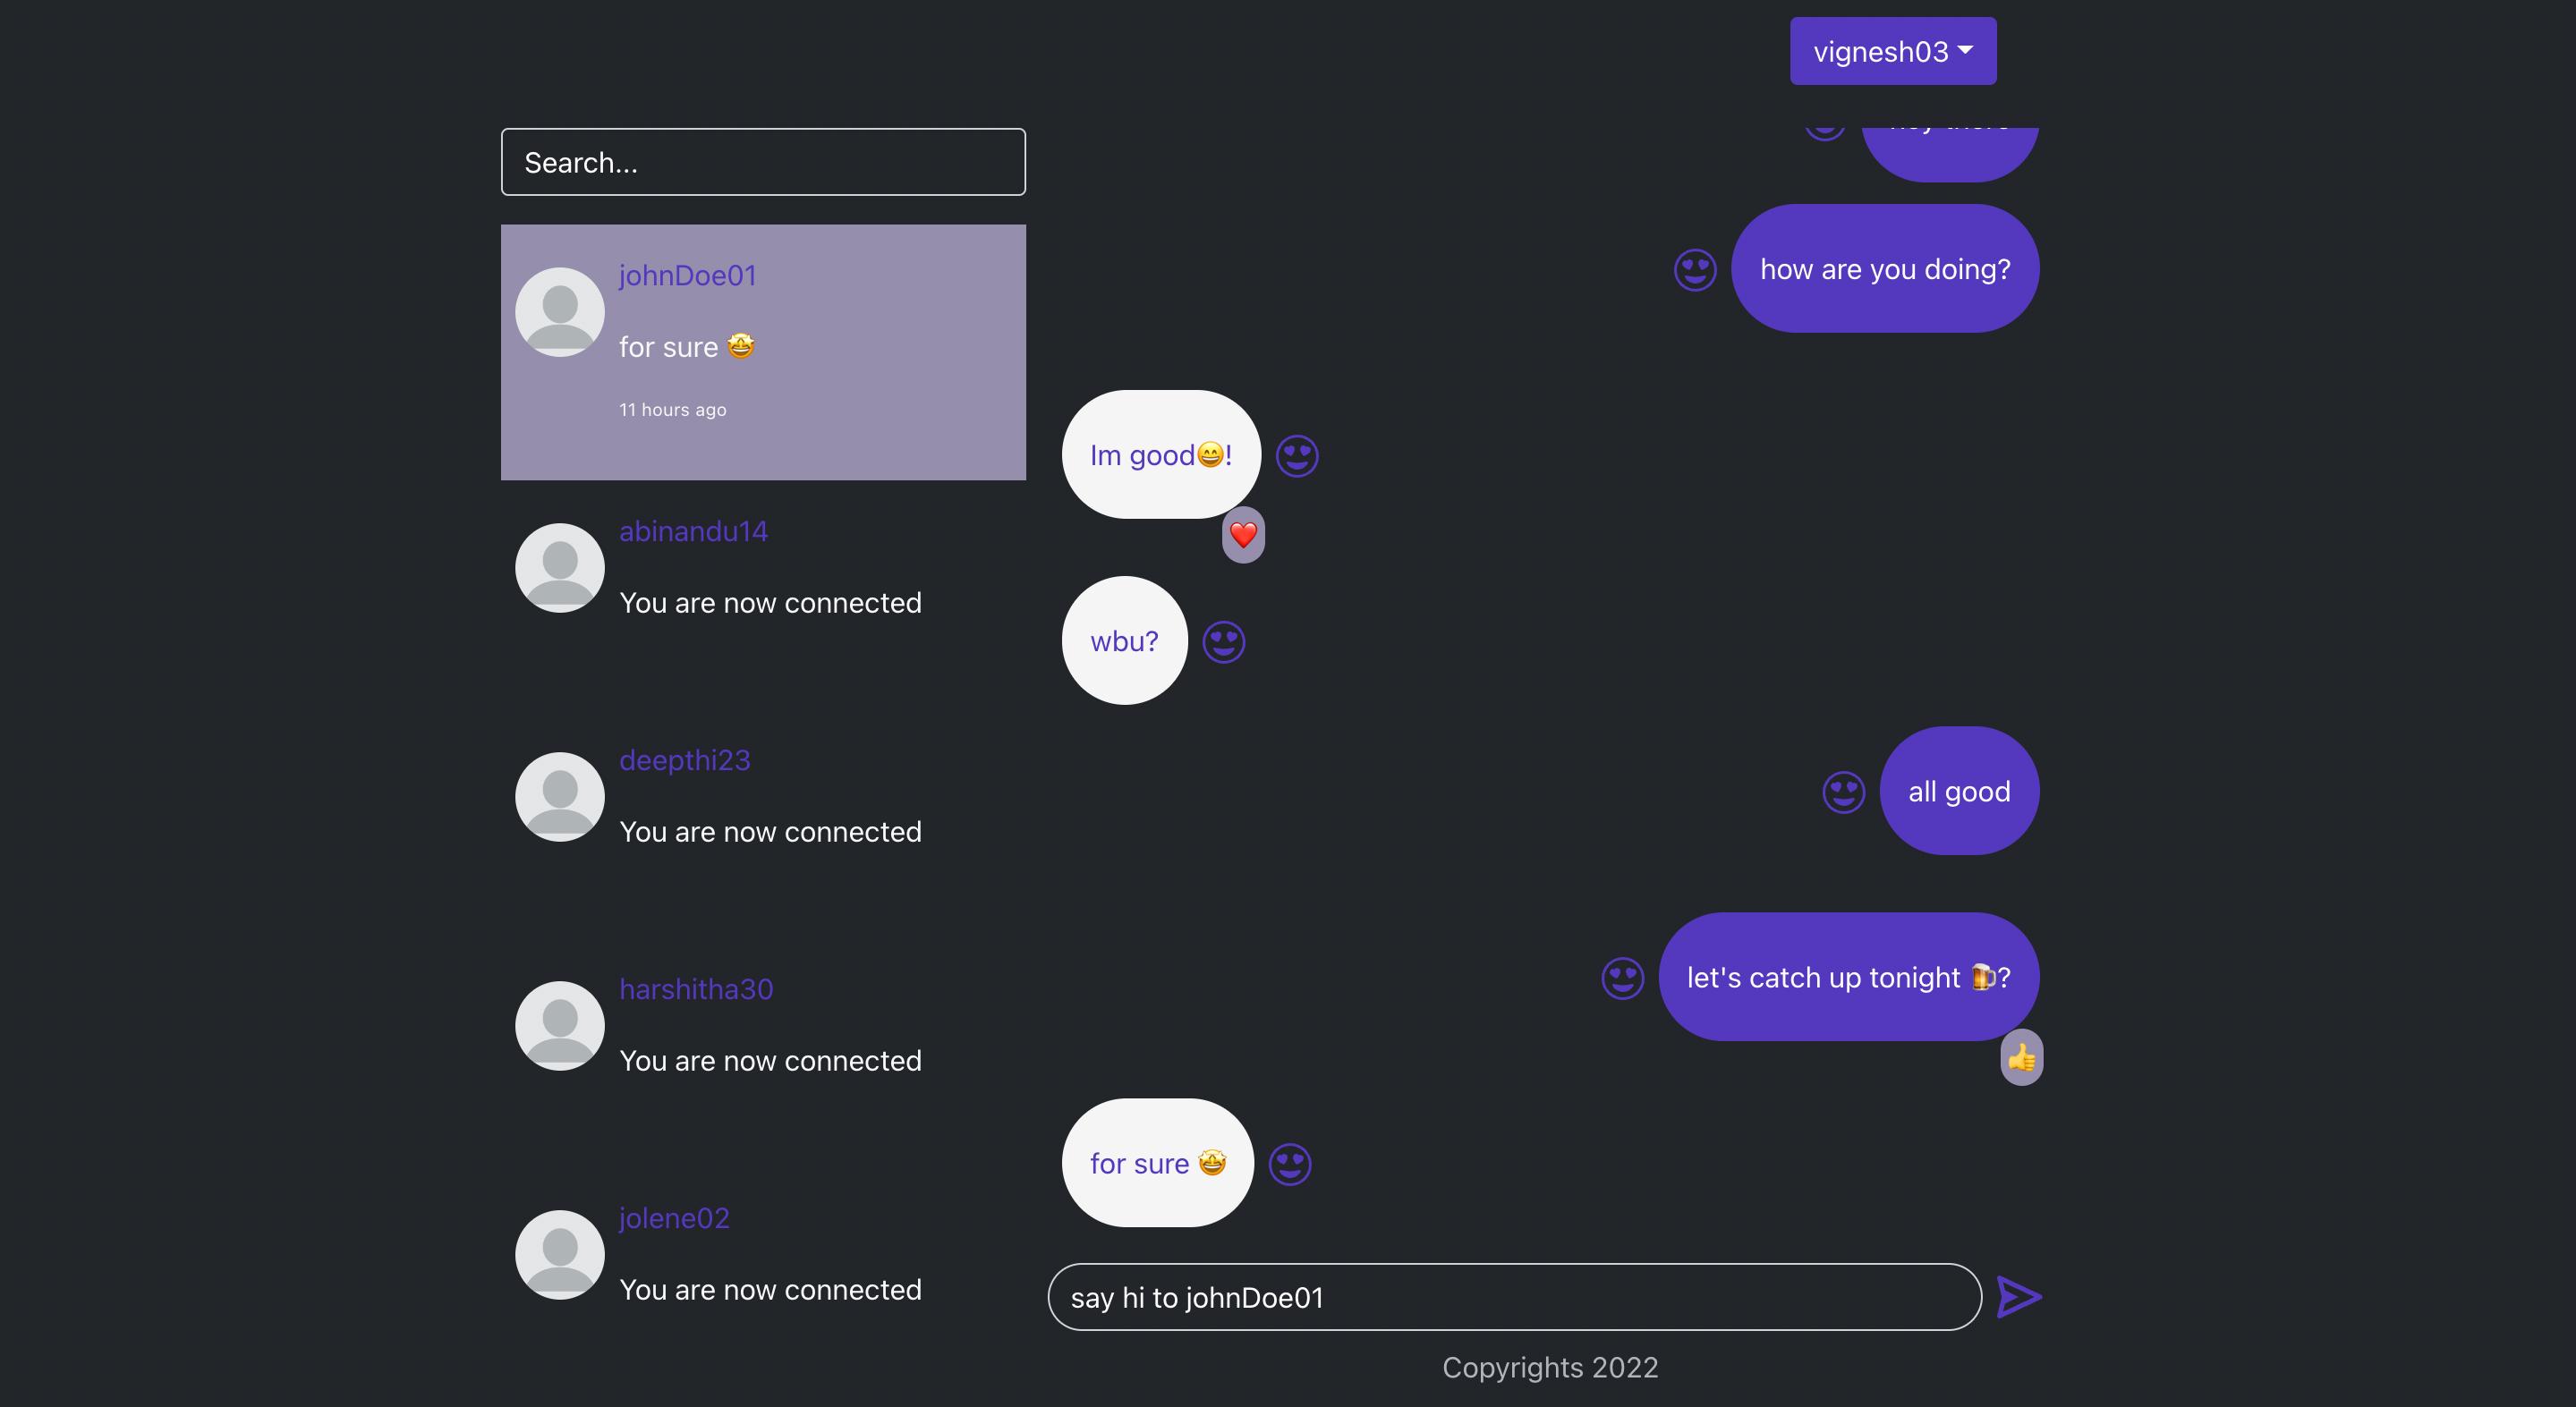 vignesh03
Search...
johnDoe01
for sure 🤩
11 hours ago
abinandu14
You are now connected
deepthi23
You are now connected
harshitha30
You are now connected
jolene02
You are now connected
how are you doing?
Im good😄!
❤️
wbu?
all good
let's catch up tonight 🍺?
👍
for sure 🤩
say hi to johnDoe01
Copyrights 2022